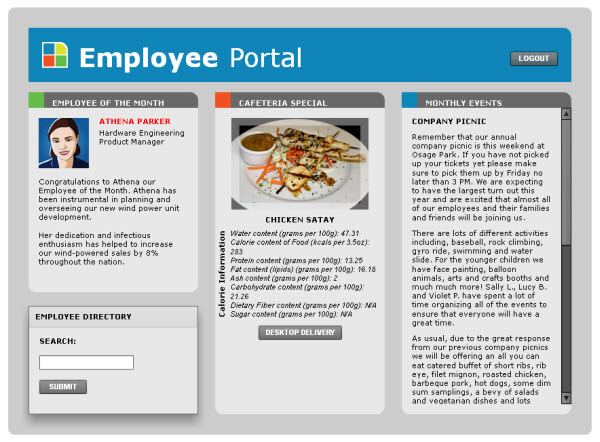 Employee Portal
LOGOUT
EMPLOYEE OF THE MONTH
ATHENA PARKER
Hardware Engineering
Product Manager
Congratulations to Athena our
Employee of the Month. Athena has
been instrumental in planning and
overseeing our new wind power unit
development.
Her dedication and infectious
enthusiasm has helped to increase
our wind-powered sales by 8%
throughout the nation.
EMPLOYEE DIRECTORY
SEARCH:
SUBMIT
CAFETERIA SPECIAL
CHICKEN SATAY
Calorie Information
Water content (grams per 100g): 47.31
Calorie content of Food (kcals per 3.5oz):
283
Protein content (grams per 100g): 13.25
Fat content (lipids) (grams per 100g): 16.18
Ash content (grams per 100g): 2
Carbohydrate content (grams per 100g):
21.26
Dietary Fiber content (grams per 100g): N/A
Sugar content (grams per 100g): N/A
DESKTOP DELIVERY
MONTHLY EVENTS
COMPANY PICNIC
Remember that our annual
company picnic is this weekend at
Osage Park. If you have not picked
up your tickets yet please make
sure to pick them up by Friday no
later than 3 PM. We are expecting
to have the largest turn out this
year and are excited that almost all
of our employees and their families
and friends will be joining us.
There are lots of different activities
including, baseball, rock climbing,
gyro ride, swimming and water
slide. For the younger children we
have face painting, balloon
animals, arts and crafts booths and
much much more! Sally L., Lucy B.
and Violet P. have spent a lot of
time organizing all of the events to
ensure that everyone will have a
great time.
As usual, due to the great response
from our previous company picnics
we will be offering an all you can
eat catered buffet of short ribs, rib
eye, filet mignon, roasted chicken,
barbeque pork, hot dogs, some dim
sum samplings, a bevy of salads
and vegetarian dishes and lots